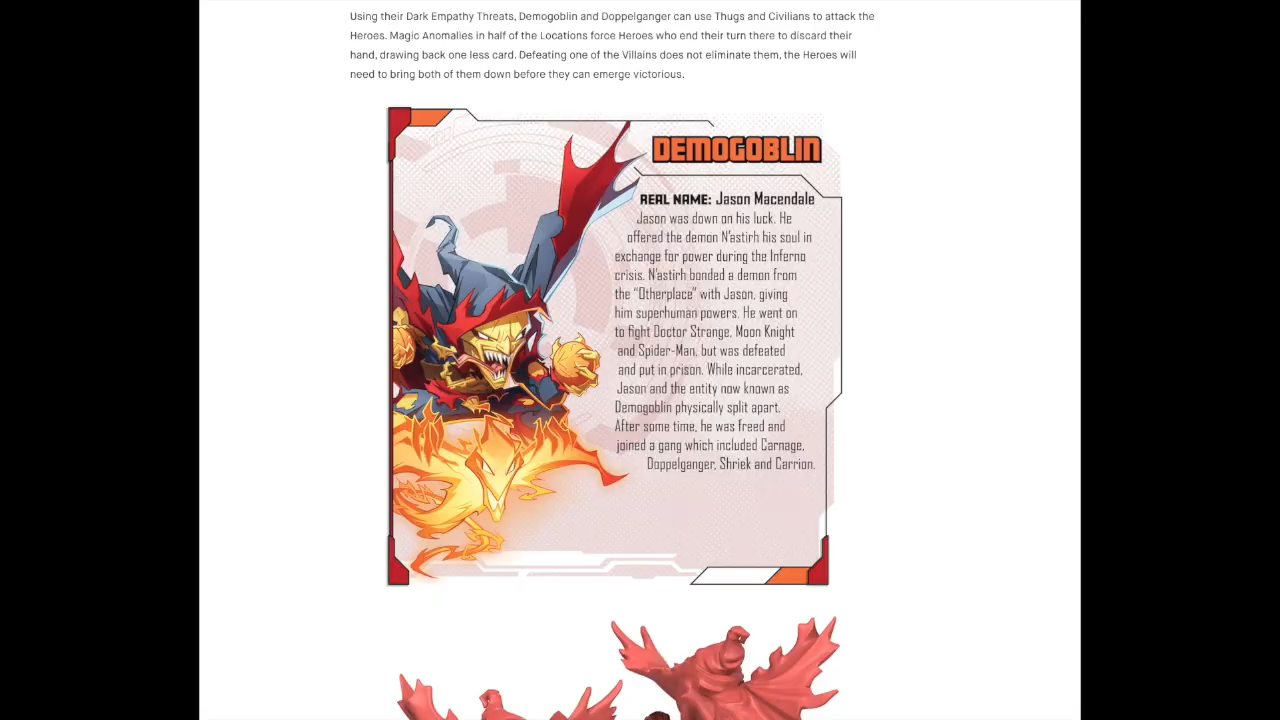 Using their Dark Empathy Threats, Demogoblin and Doppelganger can use Thugs and Civilians to attack the
Heroes. Magic Anomalies in half of the Locations force Heroes who end their turn there to discard their
hand, drawing back one less card. Defeating one of the Villains does not eliminate them, the Heroes will
need to bring both of them down before they can emerge victorious.
DEMOGOBLIN
REAL NAME: Jason Macendale
Jason was down on his luck. He
offered the demon N'astirh his soul in
exchange for power during the Inferno
crisis. N'astirh bonded a demon from
the "Otherplace" with Jason, giving
him superhuman powers. He went on
to fight Doctor Strange, Moon Knight
and Spider-Man, but was defeated
and put in prison. While incarcerated,
Jason and the entity now known as
Demogoblin physically split apart.
After some time, he was freed and
joined a gang which included Carnage,
Doppelganger, Shriek and Carrion.